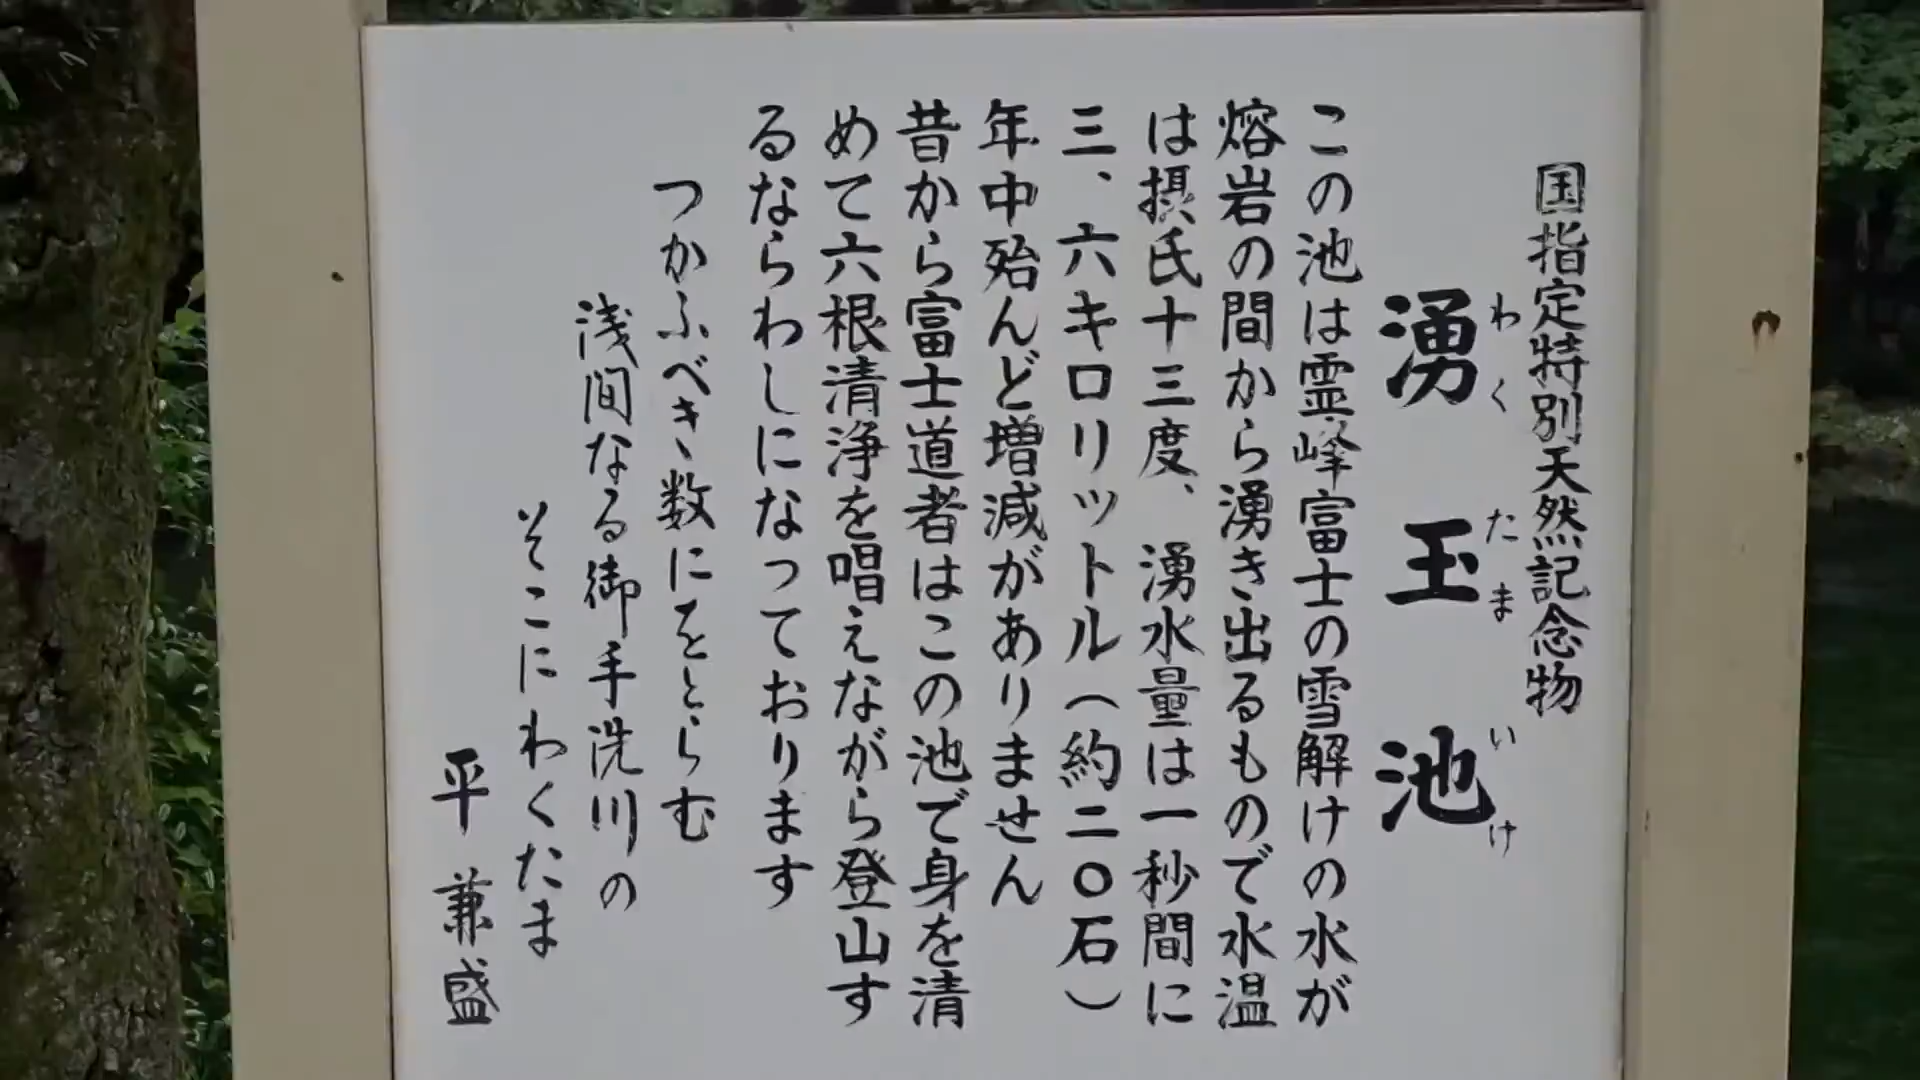 国指定特別天然記念物
湧玉池
わくたまいけ
この池は霊峰富士の雪解けの水が
熔岩の間から湧き出るもので水温
は摂氏十三度、湧水量は一秒間に
三、六キロリットル(約二〇石)
年中殆んど増減がありません
昔から富士道者はこの池で身を清
めて六根清浄を唱えながら登山す
るならわしになっております
つかふべき数にをとらむ
浅間なる御手洗川の
そこにわくたま
平兼盛